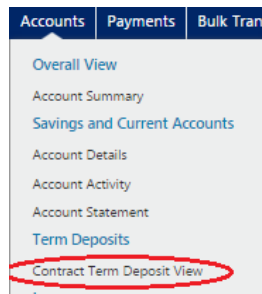 Accounts Payments Bulk Tran
Overall View
Account Summary
Savings and Current Accounts
Account Details
Account Activity
Account Statement
Term Deposits
Contract Term Deposit View